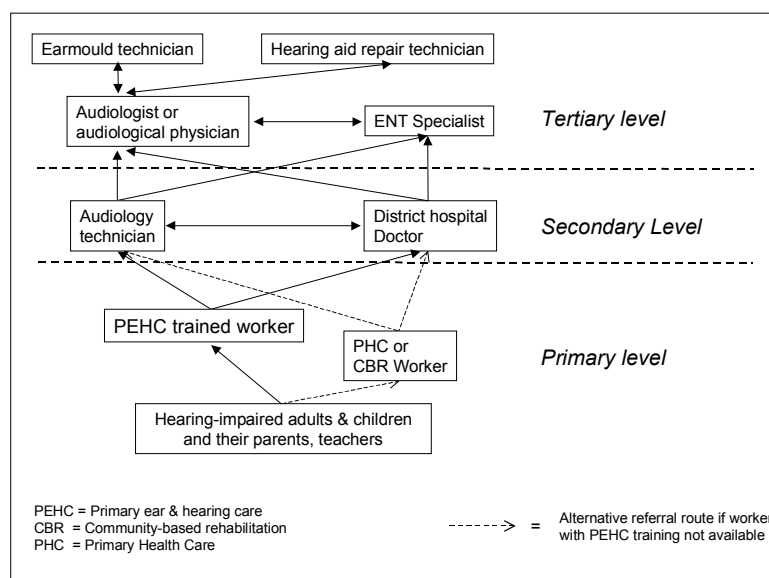 Earmould technician
Hearing aid repair technician
Audiologist or
audiological physician
ENT Specialist
Tertiary level
Audiology
technician
District hospital
Doctor
Secondary Level
PEHC trained worker
PHC or
CBR Worker
Primary level
Hearing-impaired adults & children
and their parents, teachers
PEHC = Primary ear & hearing care
CBR = Community-based rehabilitation
PHC = Primary Health Care
= Alternative referral route if worker
with PEHC training not available